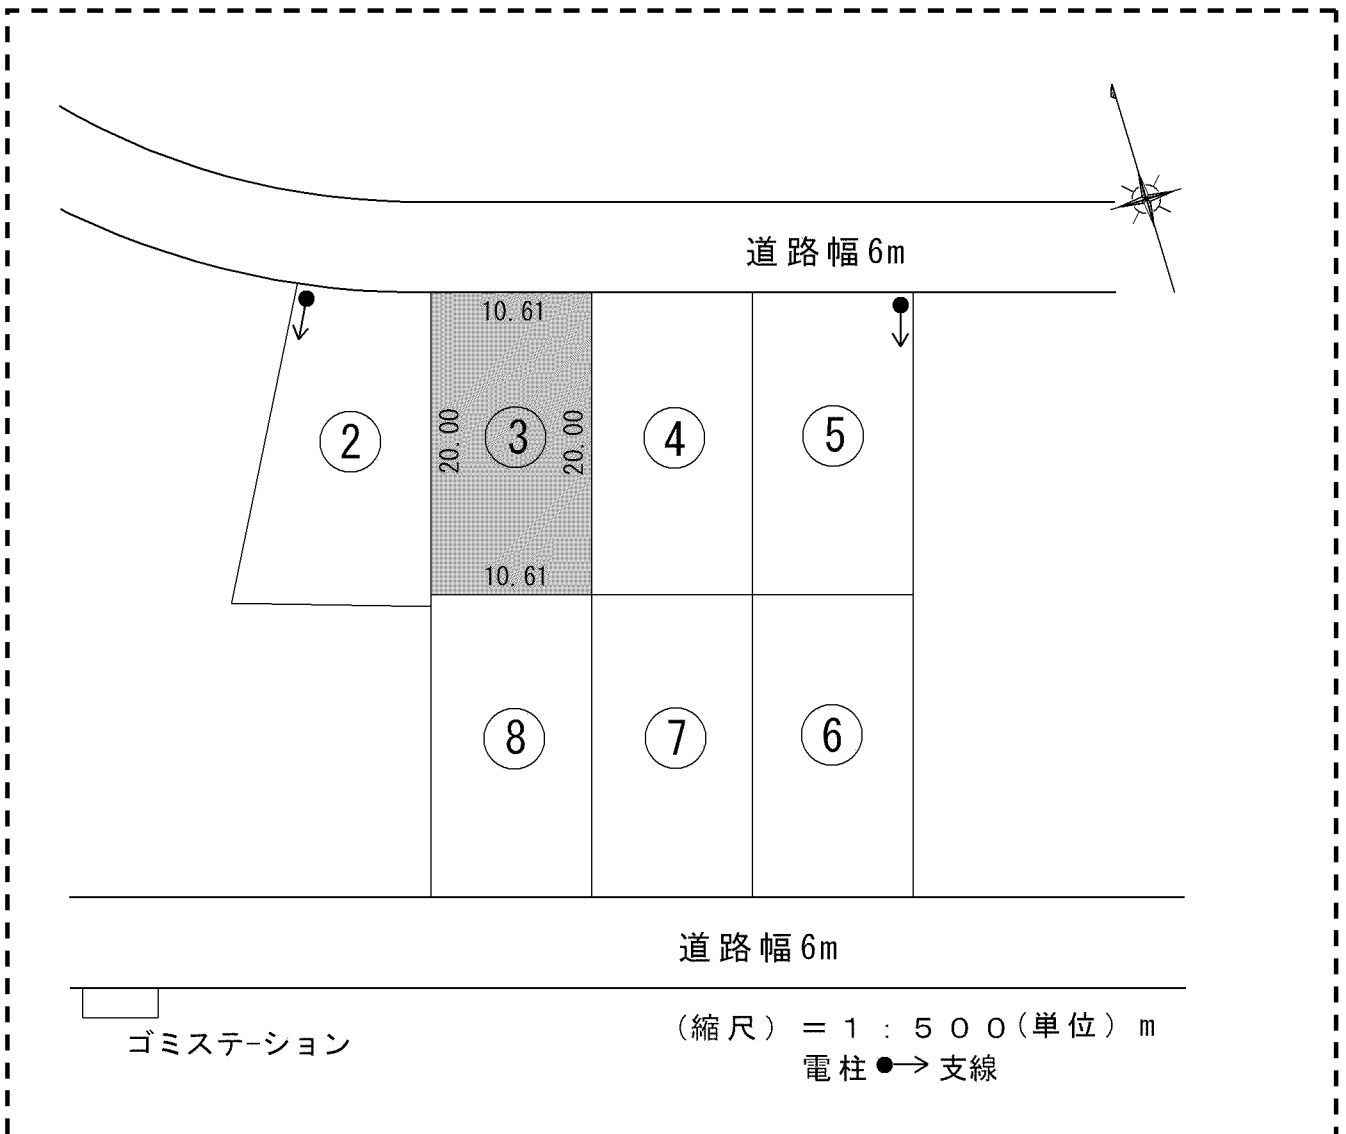 道路幅6m
10.61
20.00
20.00
10.61
②
③
④
⑤
⑧
⑦
⑥
道路幅6m
ゴミステーション
(縮尺) = 1 : 500(単位) m
電柱●→ 支線